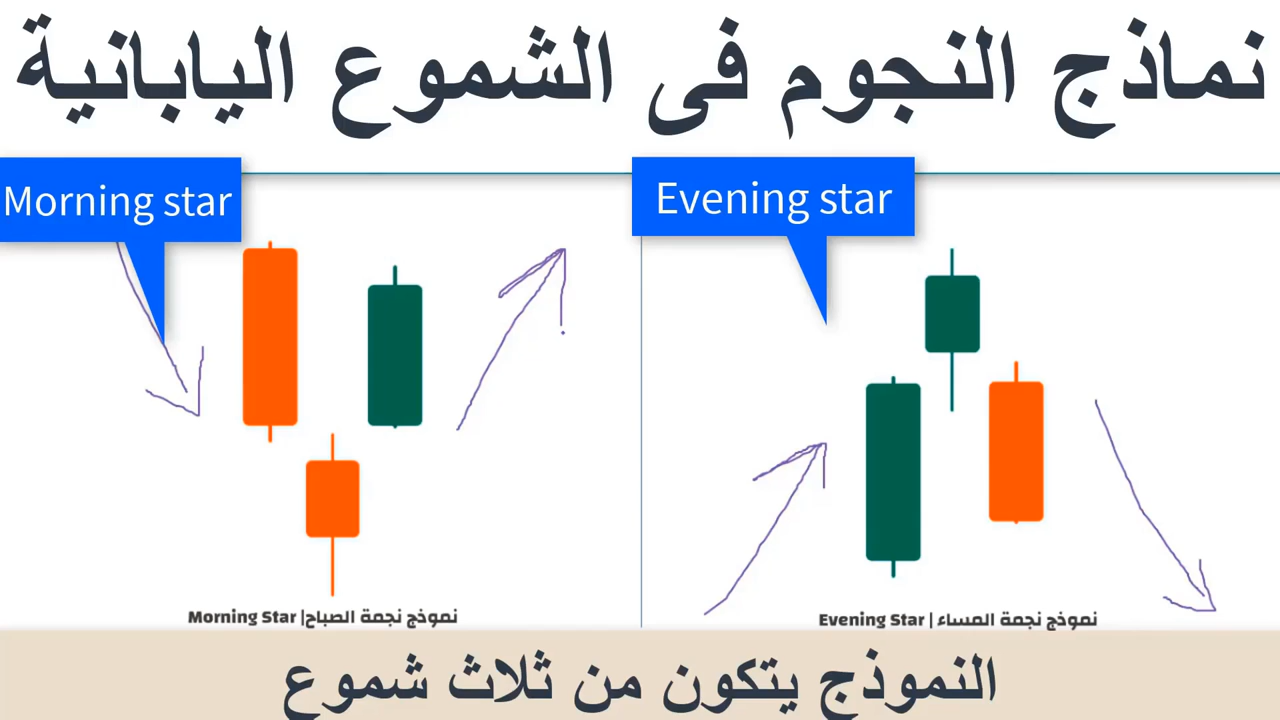 نماذج النجوم فى الشموع اليابانية
Morning star
Evening star
Morning Star |نموذج نجمة الصباح
Evening Star | نموذج نجمة المساء
النموذج يتكون من ثلاث شموع